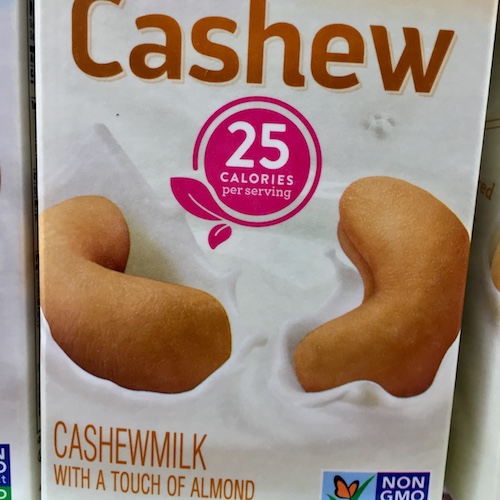 Cashew
25
CALORIES
per serving
CASHEWMILK
WITH A TOUCH OF ALMOND
NON
GMO